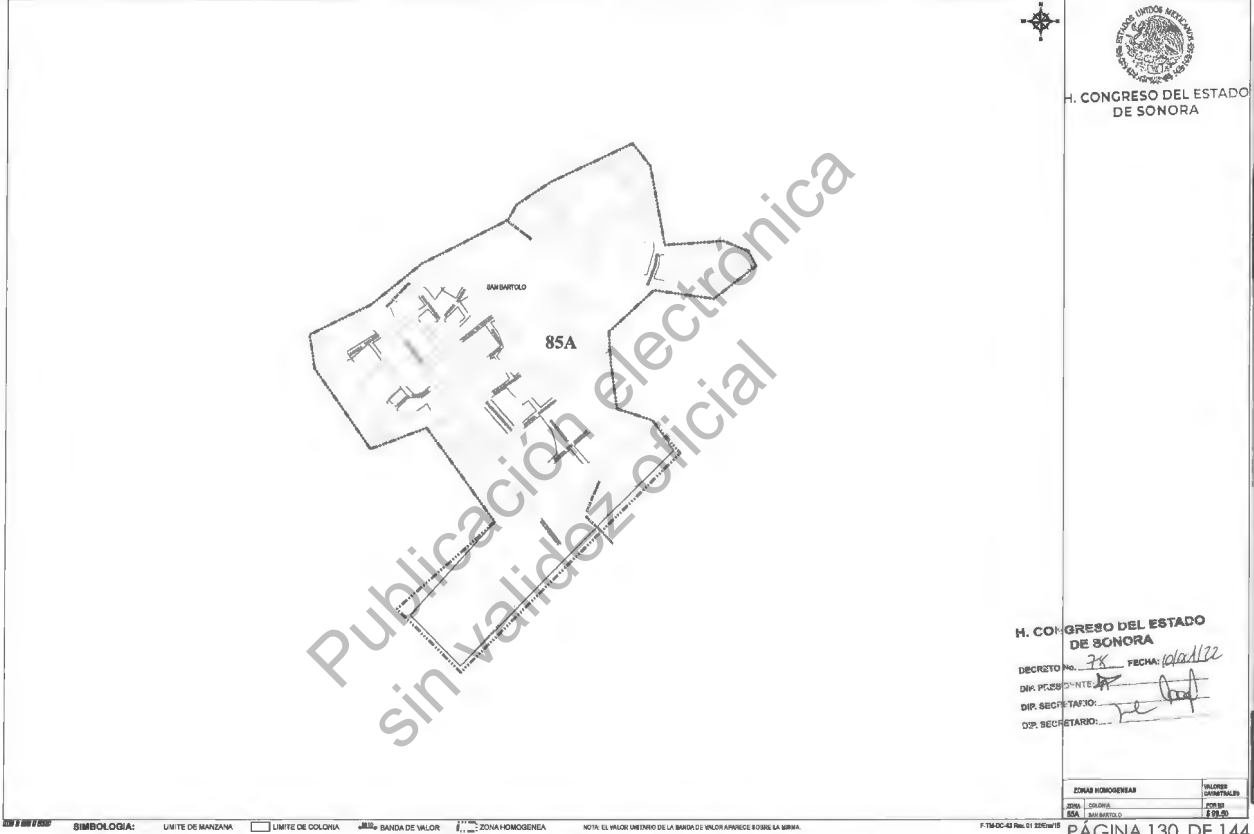 ESTADOS UNIDOS MEXICANOS
H. CONGRESO DEL ESTADO
DE SONORA
SAN BARTOLO
85A
Publicación electrónica
sin validez oficial
H. CONGRESO DEL ESTADO
DE SONORA
DECRETO No. 78 FECHA:
DIP. PRESIDENTE:
DIP. SECRETARIO:
DIP. SECRETARIO:
ZONAS HOMOGENEAS VALORES CATASTRALES
ZONA COLONIA POR M2
85A SAN BARTOLO
SIMBOLOGIA: LIMITE DE MANZANA LIMITE DE COLONIA BANDA DE VALOR ZONA HOMOGENEA NOTA: EL VALOR UNITARIO DE LA BANDA DE VALOR APARECE SOBRE LA MISMA.
PÁGINA 130 DE 144